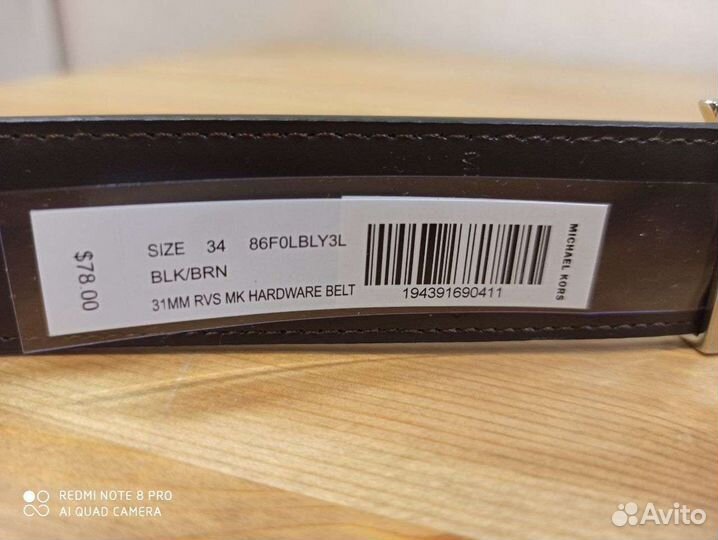 $78.00
SIZE 34 86F0LBLY3L
BLK/BRN
31MM RVS MK HARDWARE BELT
194391690411
MICHAEL KORS
REDMI NOTE 8 PRO
AI QUAD CAMERA
Avito